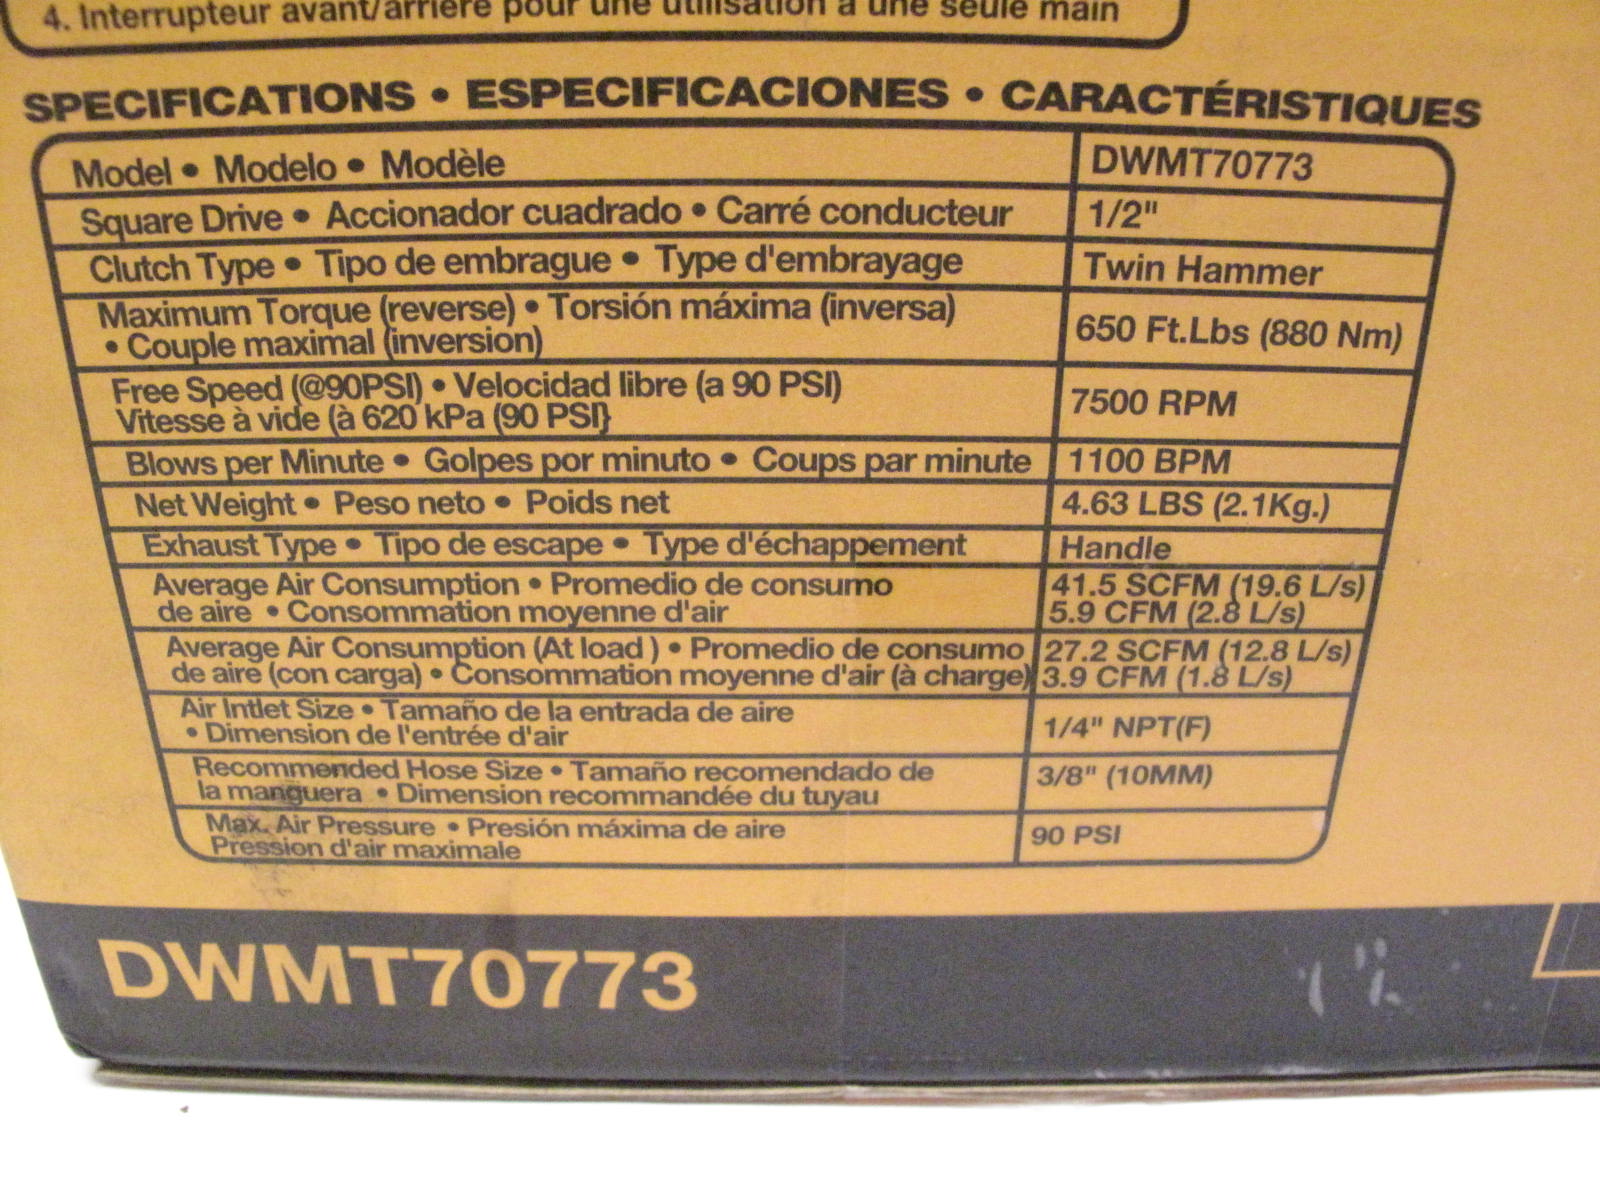 4. Interrupteur avant/arrière pour une utilisation à une seule main
SPECIFICATIONS • ESPECIFICACIONES • CARACTÉRISTIQUES
Model • Modelo • Modèle DWMT70773
Square Drive • Accionador cuadrado • Carré conducteur 1/2"
Clutch Type • Tipo de embrague • Type d'embrayage Twin Hammer
Maximum Torque (reverse) • Torsión máxima (inversa)
• Couple maximal (inversion) 650 Ft.Lbs (880 Nm)
Free Speed (@90PSI) • Velocidad libre (a 90 PSI)
Vitesse à vide (à 620 kPa (90 PSI} 7500 RPM
Blows per Minute • Golpes por minuto • Coups par minute 1100 BPM
Net Weight • Peso neto • Poids net 4.63 LBS (2.1Kg.)
Exhaust Type • Tipo de escape • Type d'échappement Handle
Average Air Consumption • Promedio de consumo 41.5 SCFM (19.6 L/s)
de aire • Consommation moyenne d'air 5.9 CFM (2.8 L/s)
Average Air Consumption (At load ) • Promedio de consumo 27.2 SCFM (12.8 L/s)
de aire (con carga) • Consommation moyenne d'air (à charge) 3.9 CFM (1.8 L/s)
Air Intlet Size • Tamaño de la entrada de aire
• Dimension de l'entrée d'air 1/4" NPT(F)
Recommended Hose Size • Tamaño recomendado de 3/8" (10MM)
la manguera • Dimension recommandée du tuyau
Max. Air Pressure • Presión máxima de aire 90 PSI
Pression d'air maximale
DWMT70773